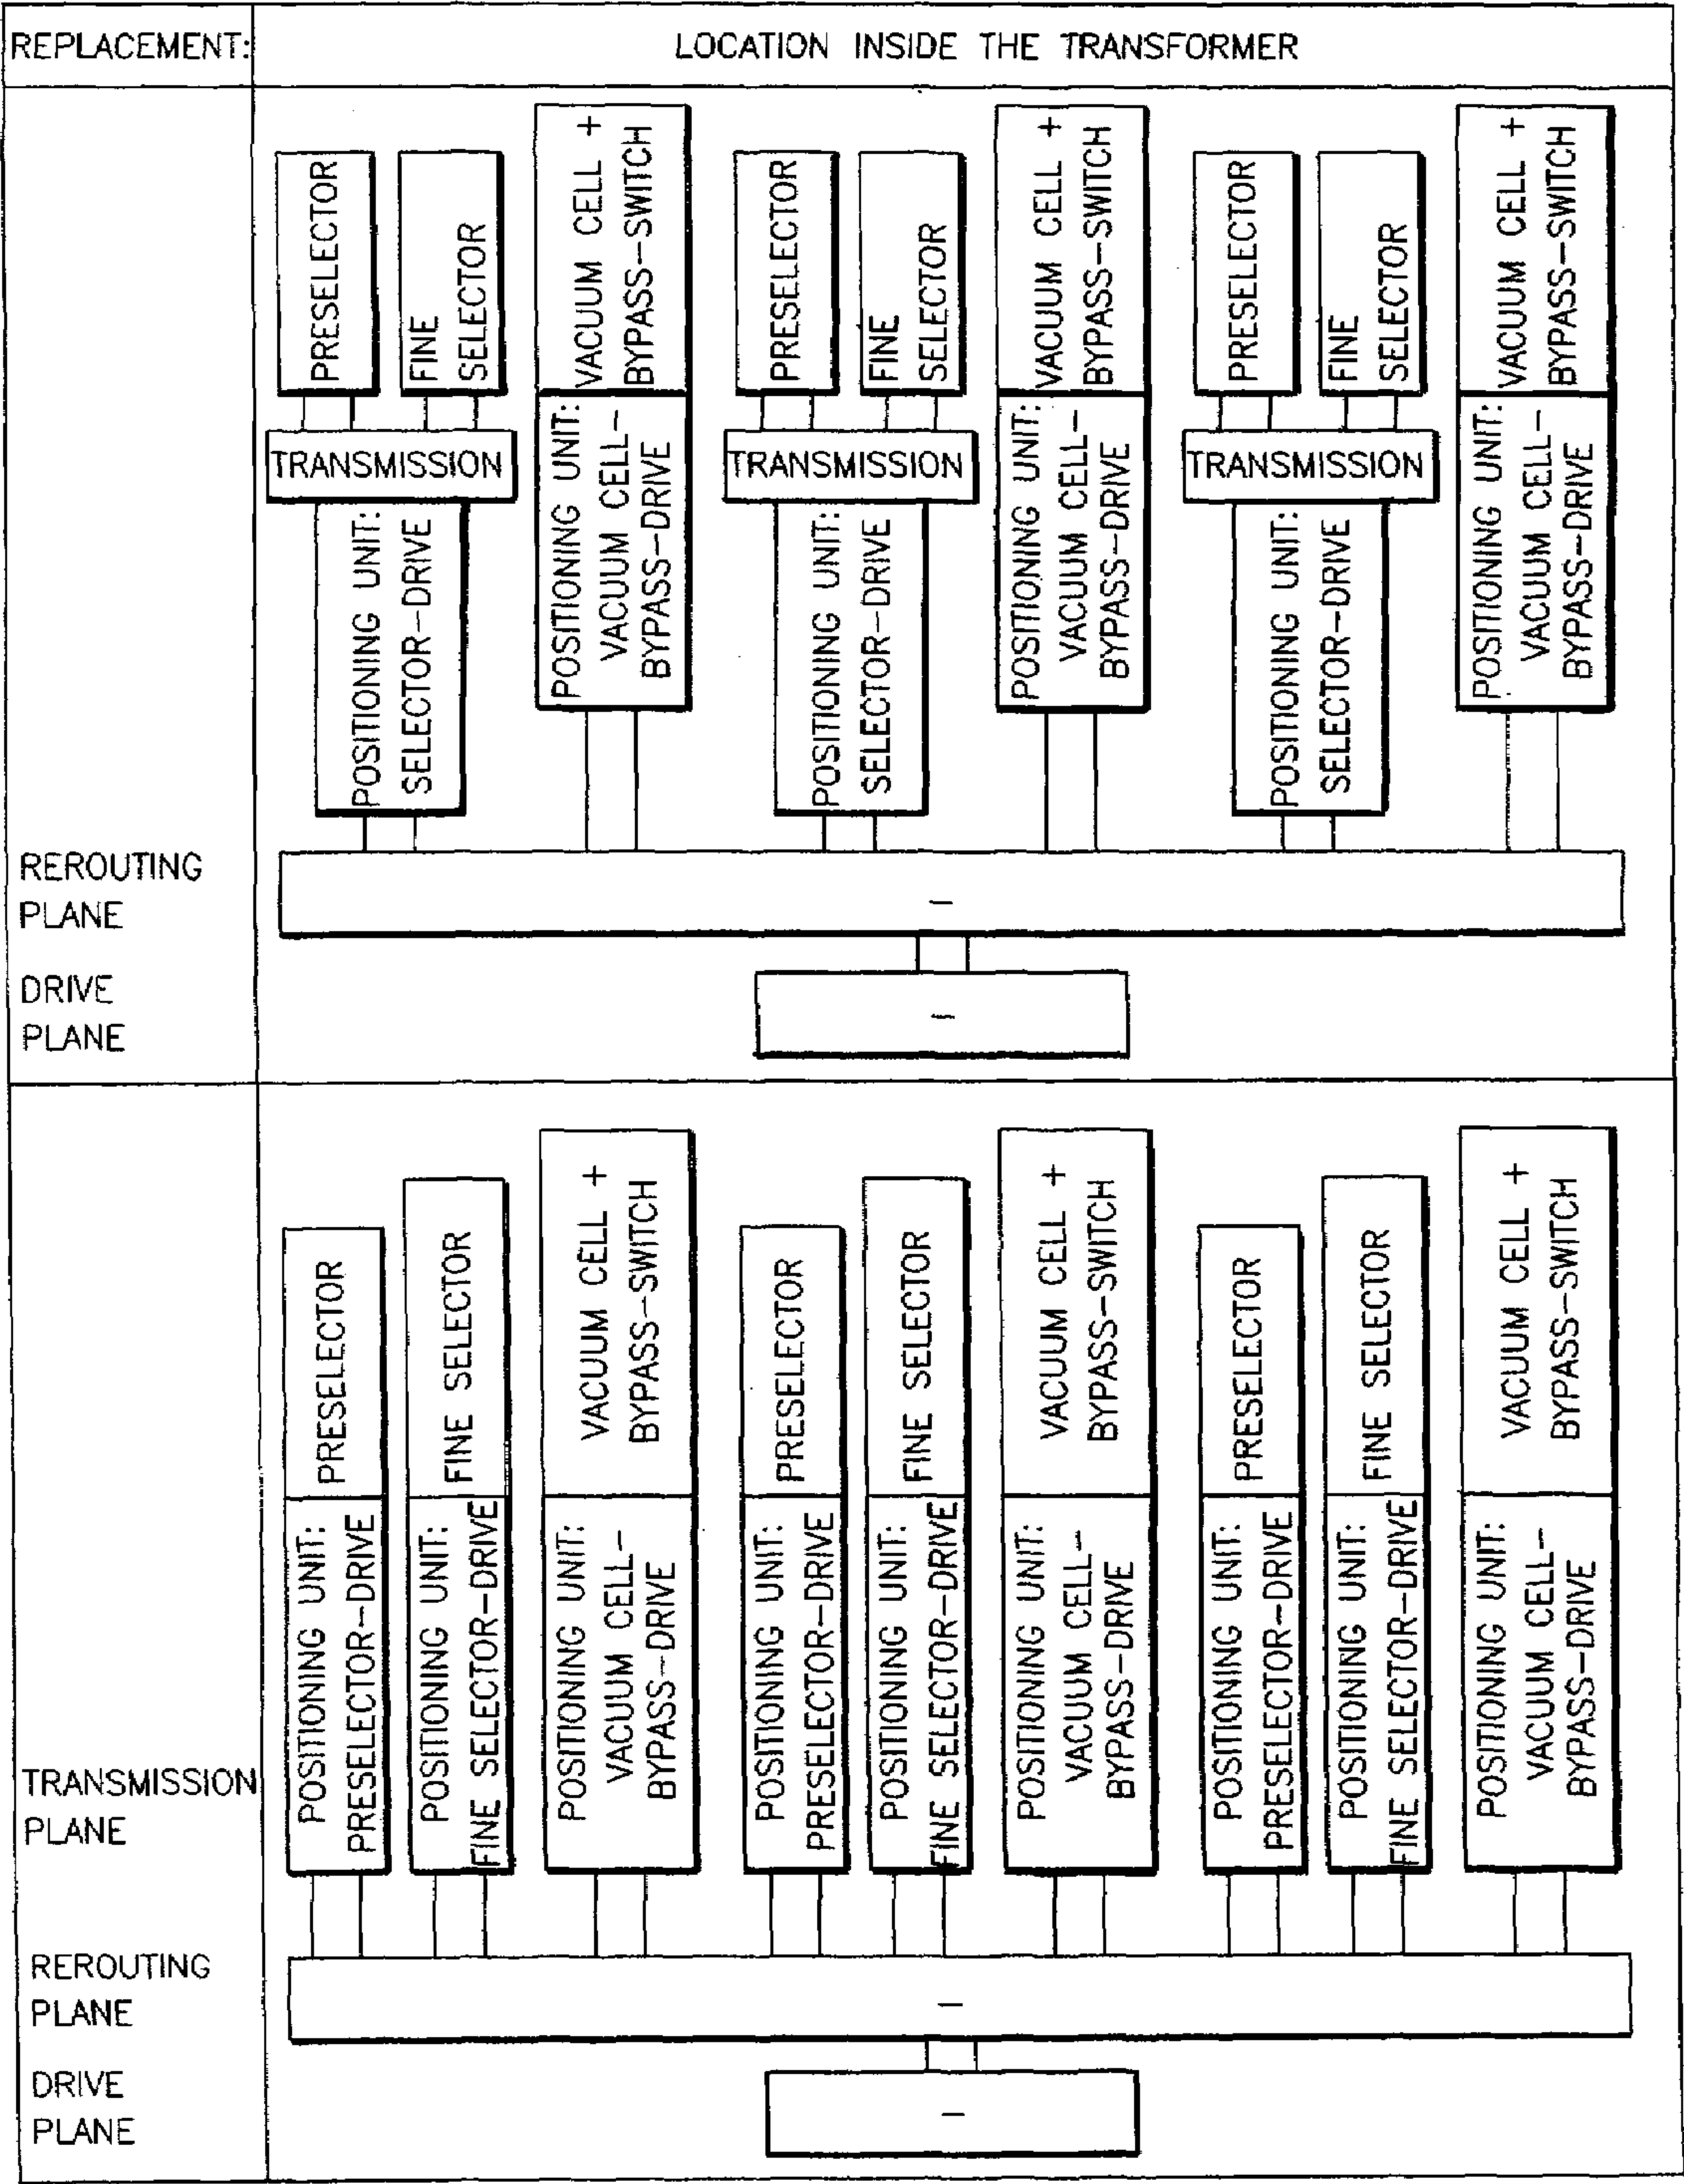 REPLACEMENT:
LOCATION INSIDE THE TRANSFORMER
PRESELECTOR
FINE
SELECTOR
VACUUM CELL +
BYPASS-SWITCH
PRESELECTOR
FINE
SELECTOR
VACUUM CELL +
BYPASS-SWITCH
PRESELECTOR
FINE
SELECTOR
VACUUM CELL +
BYPASS-SWITCH
TRANSMISSION
POSITIONING UNIT:
VACUUM CELL-
BYPASS-DRIVE
TRANSMISSION
POSITIONING UNIT:
VACUUM CELL-
BYPASS-DRIVE
TRANSMISSION
POSITIONING UNIT:
VACUUM CELL-
BYPASS-DRIVE
POSITIONING UNIT:
SELECTOR-DRIVE
POSITIONING UNIT:
SELECTOR-DRIVE
POSITIONING UNIT:
SELECTOR-DRIVE
REROUTING
PLANE
–
DRIVE
PLANE
–
PRESELECTOR
FINE SELECTOR
VACUUM CELL +
BYPASS-SWITCH
PRESELECTOR
FINE SELECTOR
VACUUM CELL +
BYPASS-SWITCH
PRESELECTOR
FINE SELECTOR
VACUUM CELL +
BYPASS-SWITCH
TRANSMISSION
PLANE
POSITIONING UNIT:
PRESELECTOR-DRIVE
POSITIONING UNIT:
FINE SELECTOR-DRIVE
POSITIONING UNIT:
VACUUM CELL-
BYPASS-DRIVE
POSITIONING UNIT:
PRESELECTOR-DRIVE
POSITIONING UNIT:
FINE SELECTOR-DRIVE
POSITIONING UNIT:
VACUUM CELL-
BYPASS-DRIVE
POSITIONING UNIT:
PRESELECTOR-DRIVE
POSITIONING UNIT:
FINE SELECTOR-DRIVE
POSITIONING UNIT:
VACUUM CELL-
BYPASS-DRIVE
REROUTING
PLANE
–
DRIVE
PLANE
–